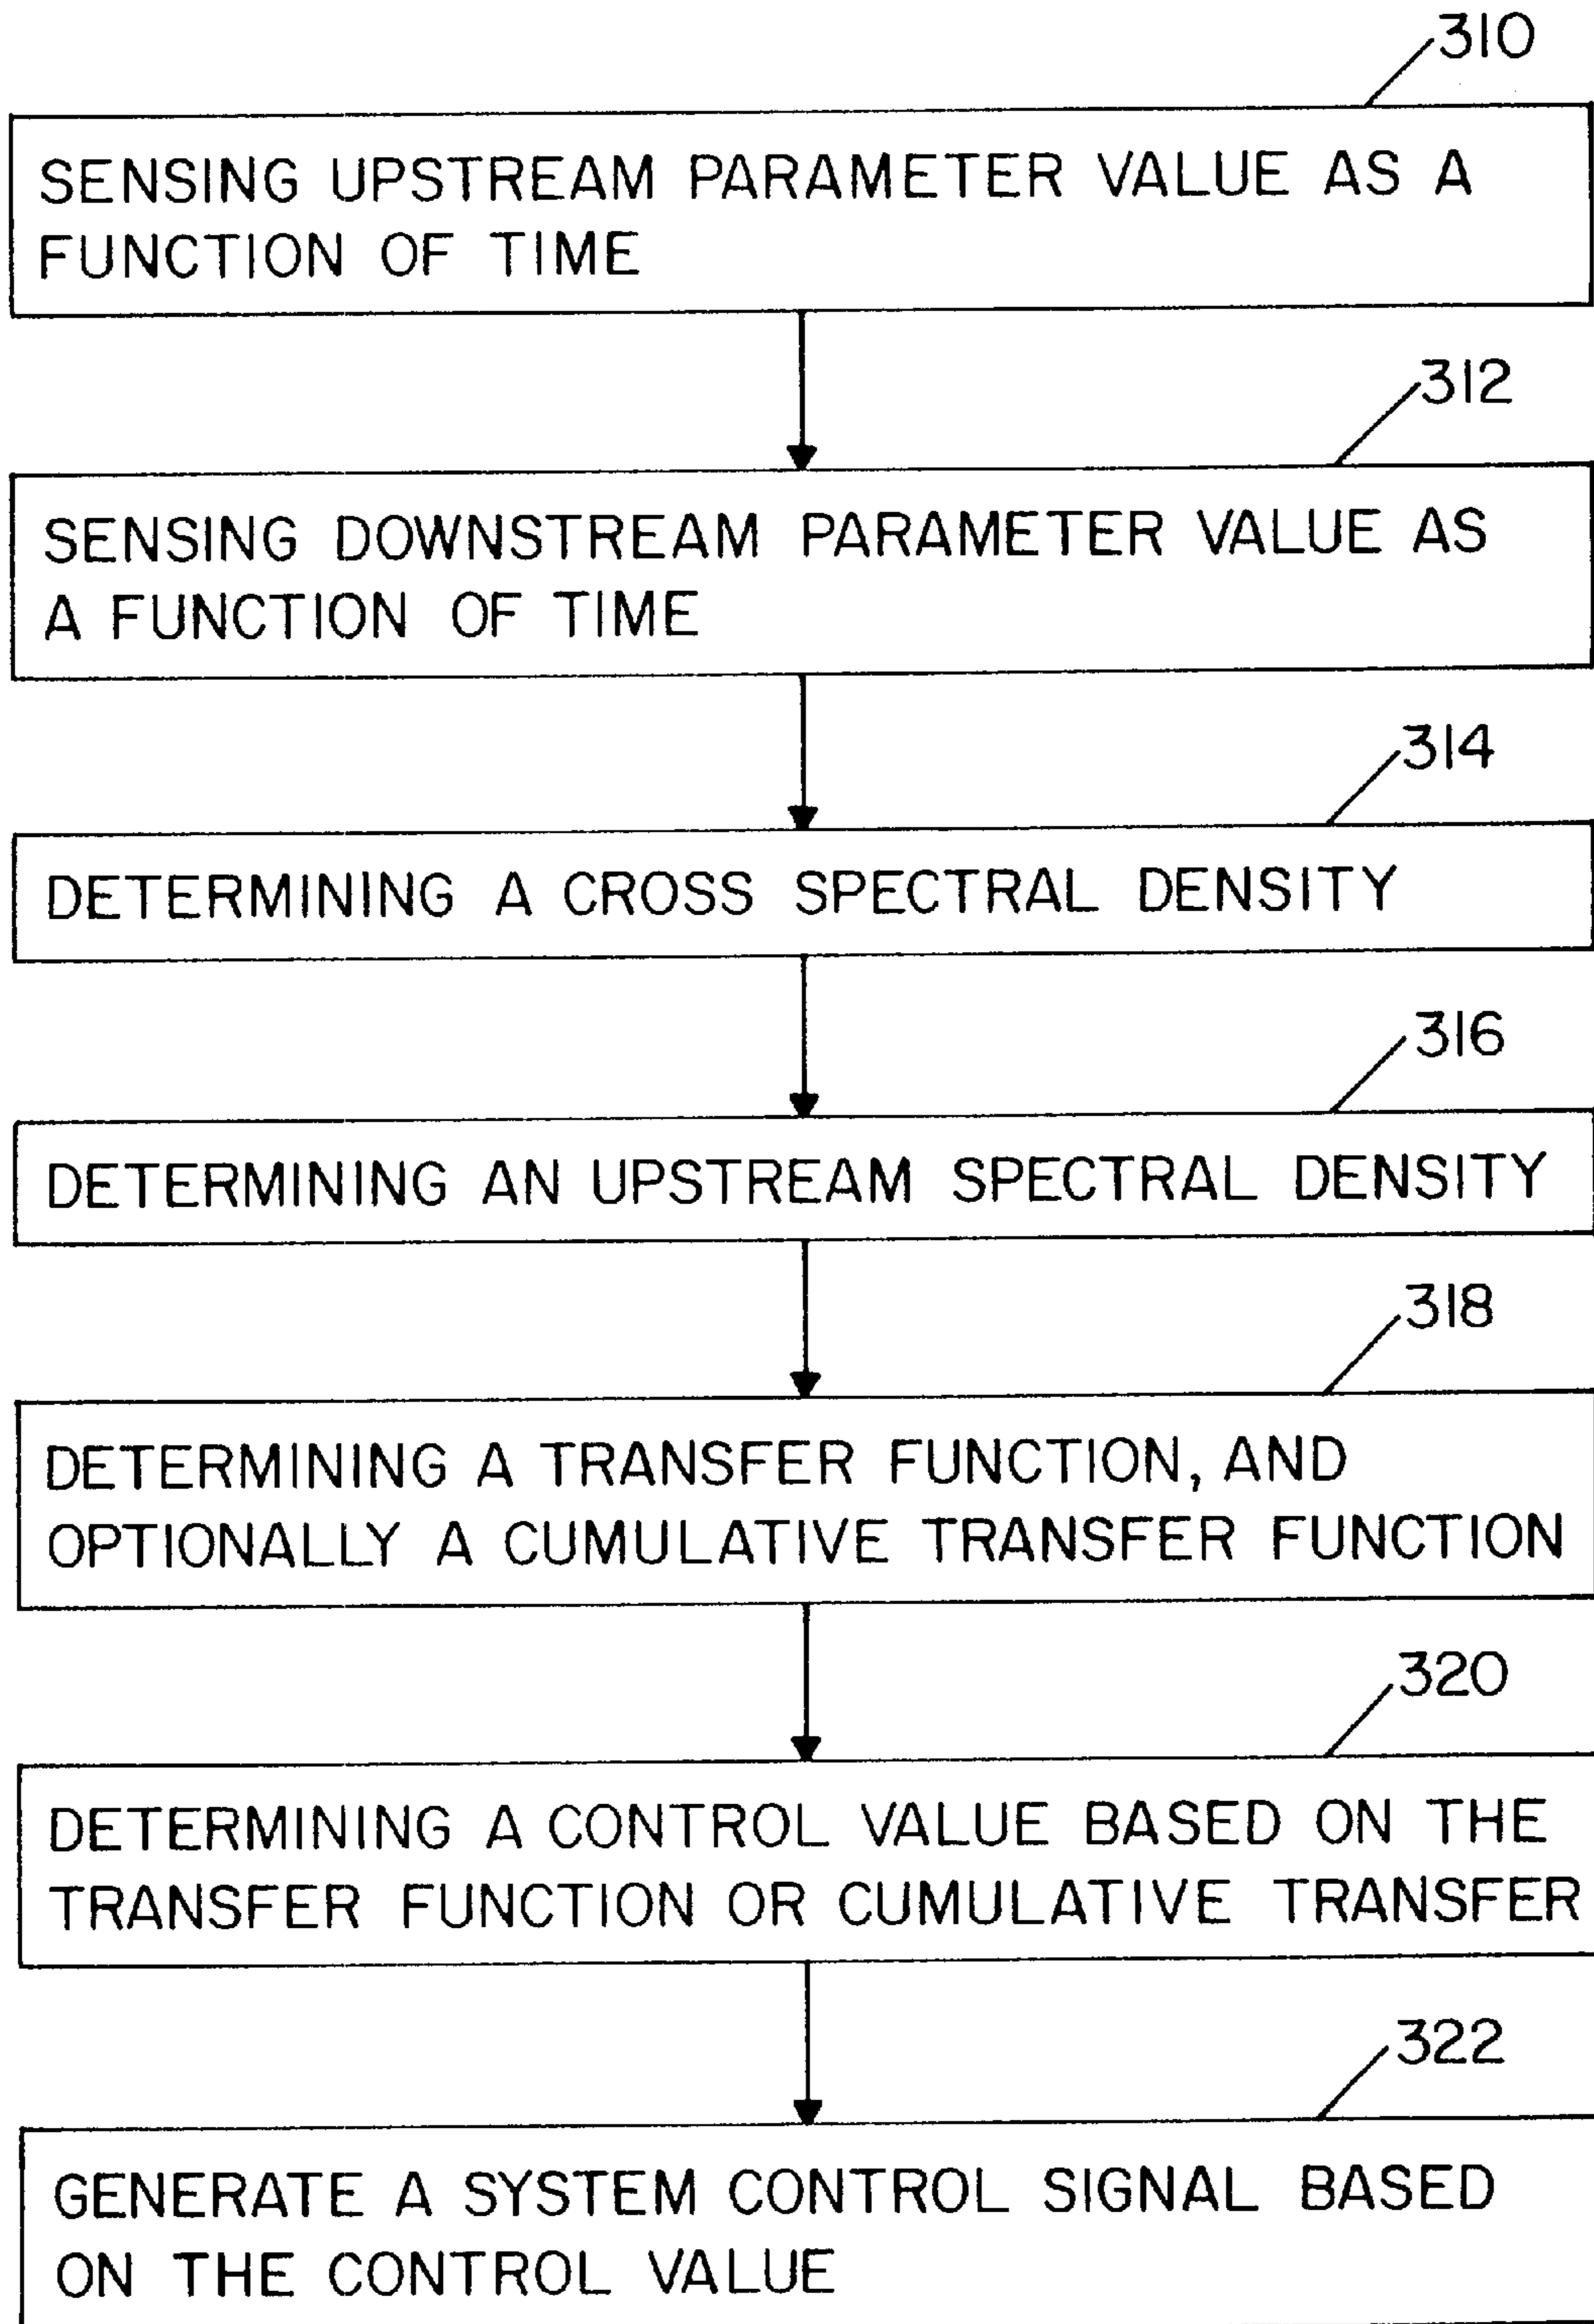 310
SENSING UPSTREAM PARAMETER VALUE AS A
FUNCTION OF TIME
312
SENSING DOWNSTREAM PARAMETER VALUE AS
A FUNCTION OF TIME
314
DETERMINING A CROSS SPECTRAL DENSITY
316
DETERMINING AN UPSTREAM SPECTRAL DENSITY
318
DETERMINING A TRANSFER FUNCTION, AND
OPTIONALLY A CUMULATIVE TRANSFER FUNCTION
320
DETERMINING A CONTROL VALUE BASED ON THE
TRANSFER FUNCTION OR CUMULATIVE TRANSFER
322
GENERATE A SYSTEM CONTROL SIGNAL BASED
ON THE CONTROL VALUE